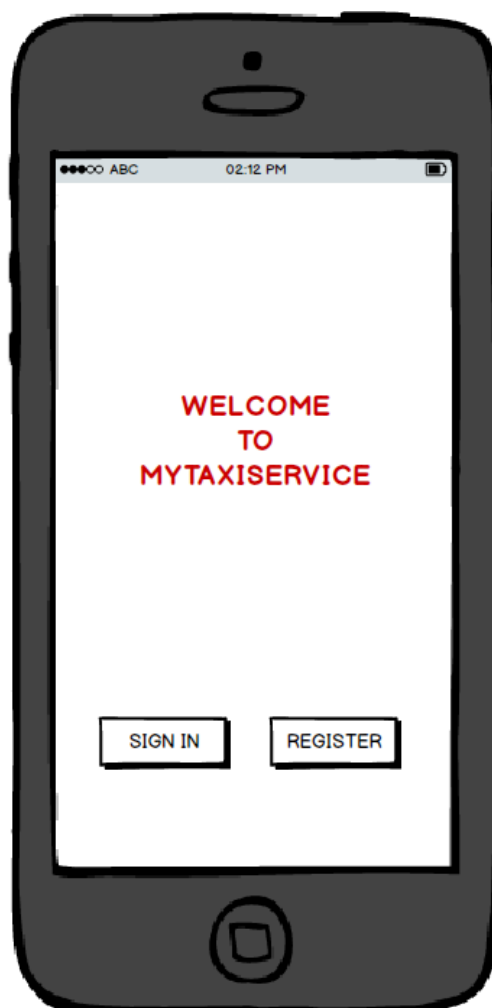 ABC 02:12 PM
WELCOME
TO
MYTAXISERVICE
SIGN IN REGISTER